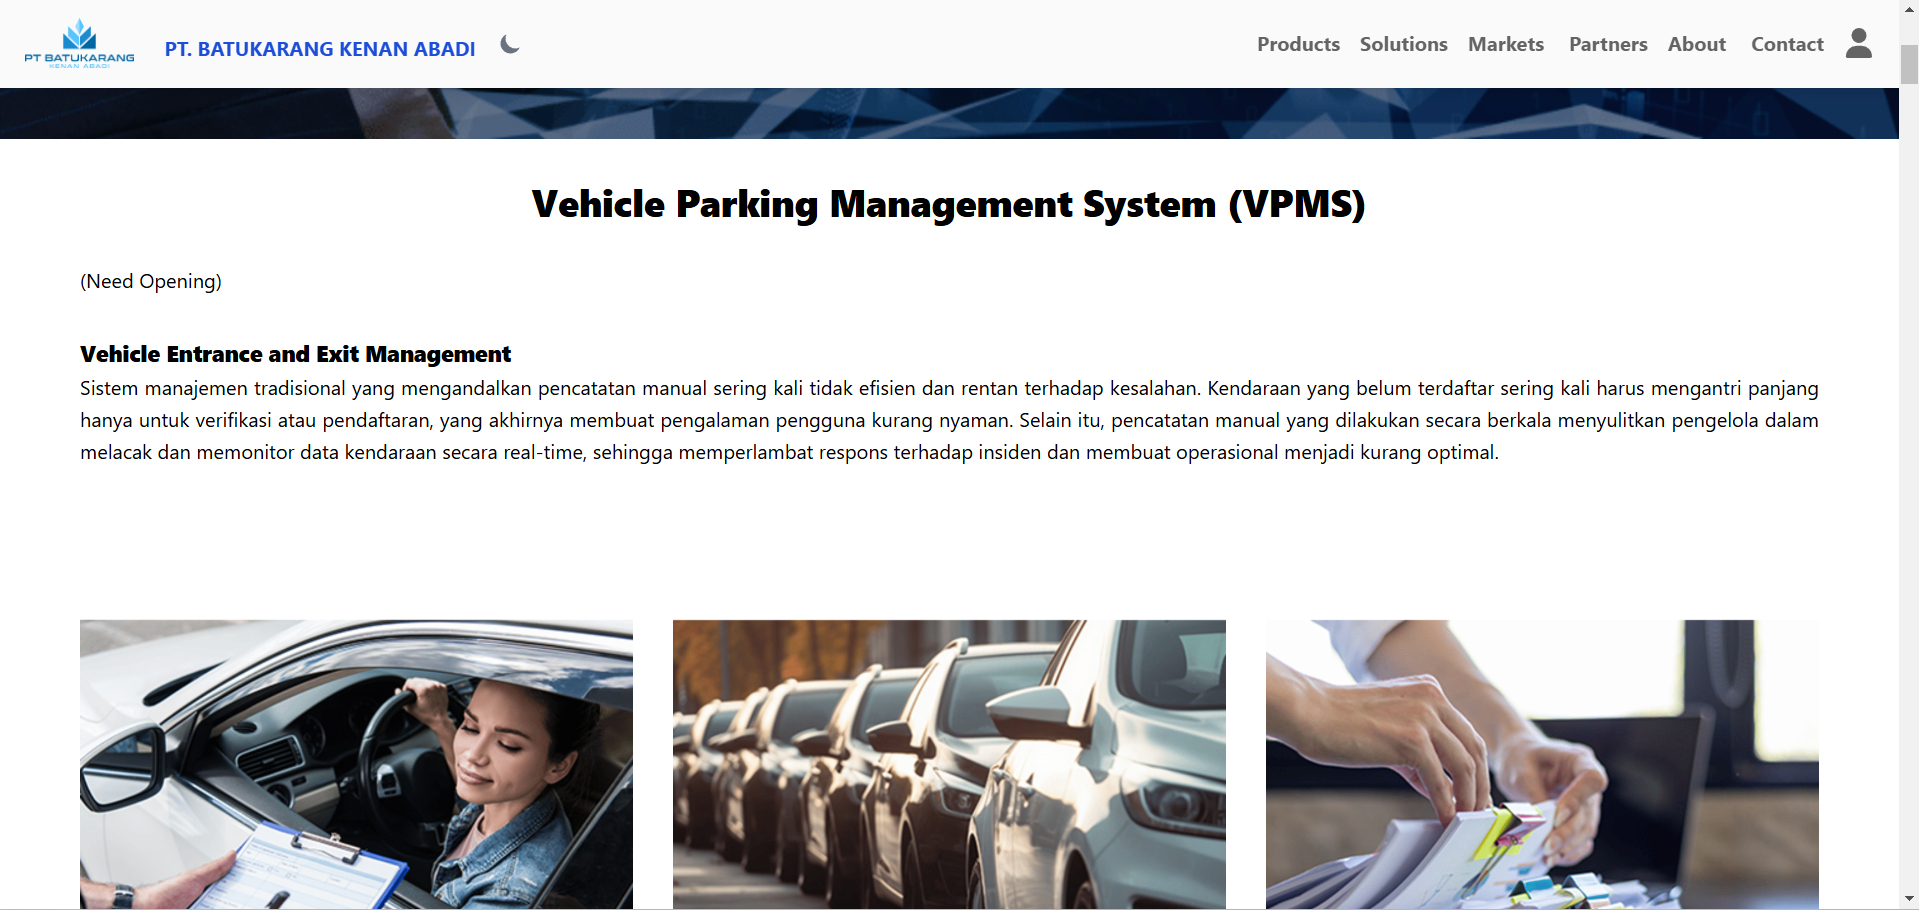 PT BATUKARANG
KENAN ABADI
PT. BATUKARANG KENAN ABADI
Products Solutions Markets Partners About Contact
Vehicle Parking Management System (VPMS)
(Need Opening)
Vehicle Entrance and Exit Management
Sistem manajemen tradisional yang mengandalkan pencatatan manual sering kali tidak efisien dan rentan terhadap kesalahan. Kendaraan yang belum terdaftar sering kali harus mengantri panjang
hanya untuk verifikasi atau pendaftaran, yang akhirnya membuat pengalaman pengguna kurang nyaman. Selain itu, pencatatan manual yang dilakukan secara berkala menyulitkan pengelola dalam
melacak dan memonitor data kendaraan secara real-time, sehingga memperlambat respons terhadap insiden dan membuat operasional menjadi kurang optimal.